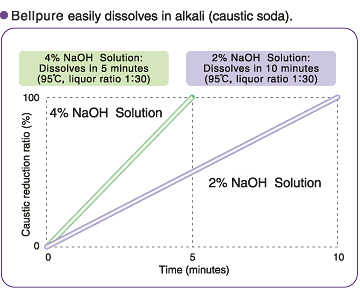 Bellpure easily dissolves in alkali (caustic soda).
4% NaOH Solution:
Dissolves in 5 minutes
(95℃, liquor ratio 1:30)
2% NaOH Solution:
Dissolves in 10 minutes
(95℃, liquor ratio 1:30)
Caustic reduction ratio (%)
100
0
4% NaOH Solution
2% NaOH Solution
0 5 10
Time (minutes)